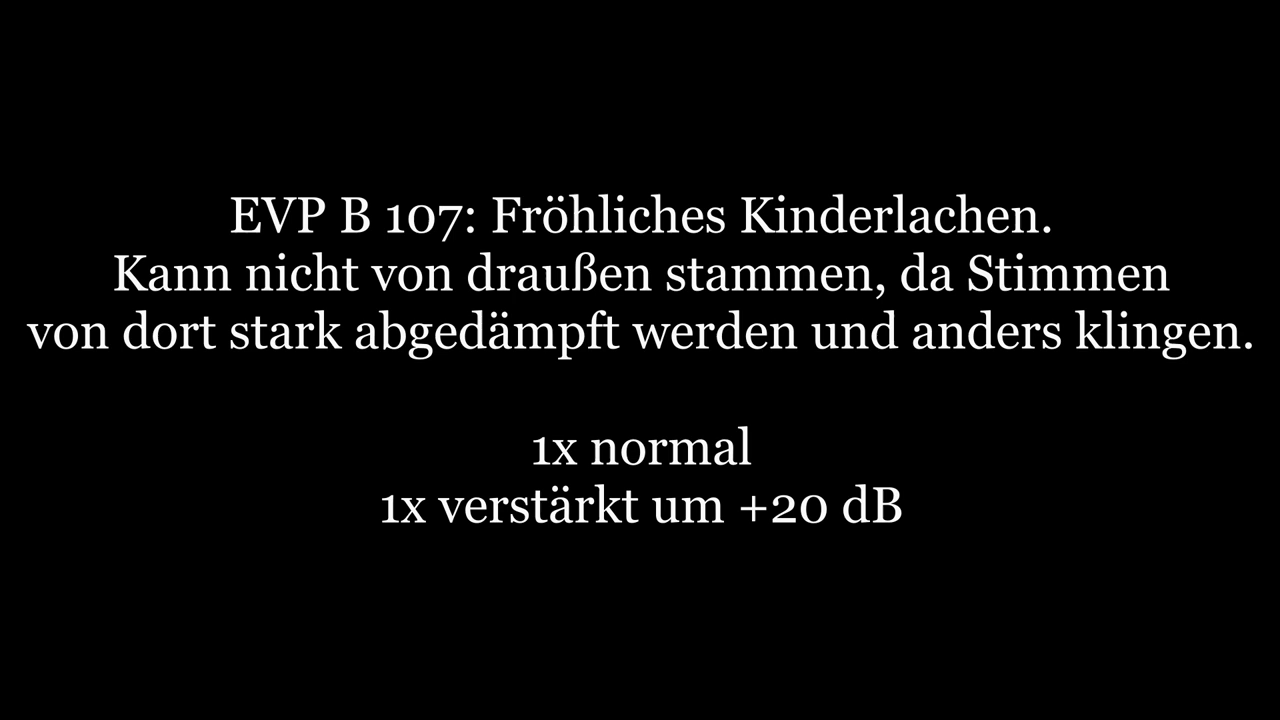 EVP B 107: Fröhliches Kinderlachen.
Kann nicht von draußen stammen, da Stimmen
von dort stark abgedämpft werden und anders klingen.
1x normal
1x verstärkt um +20 dB